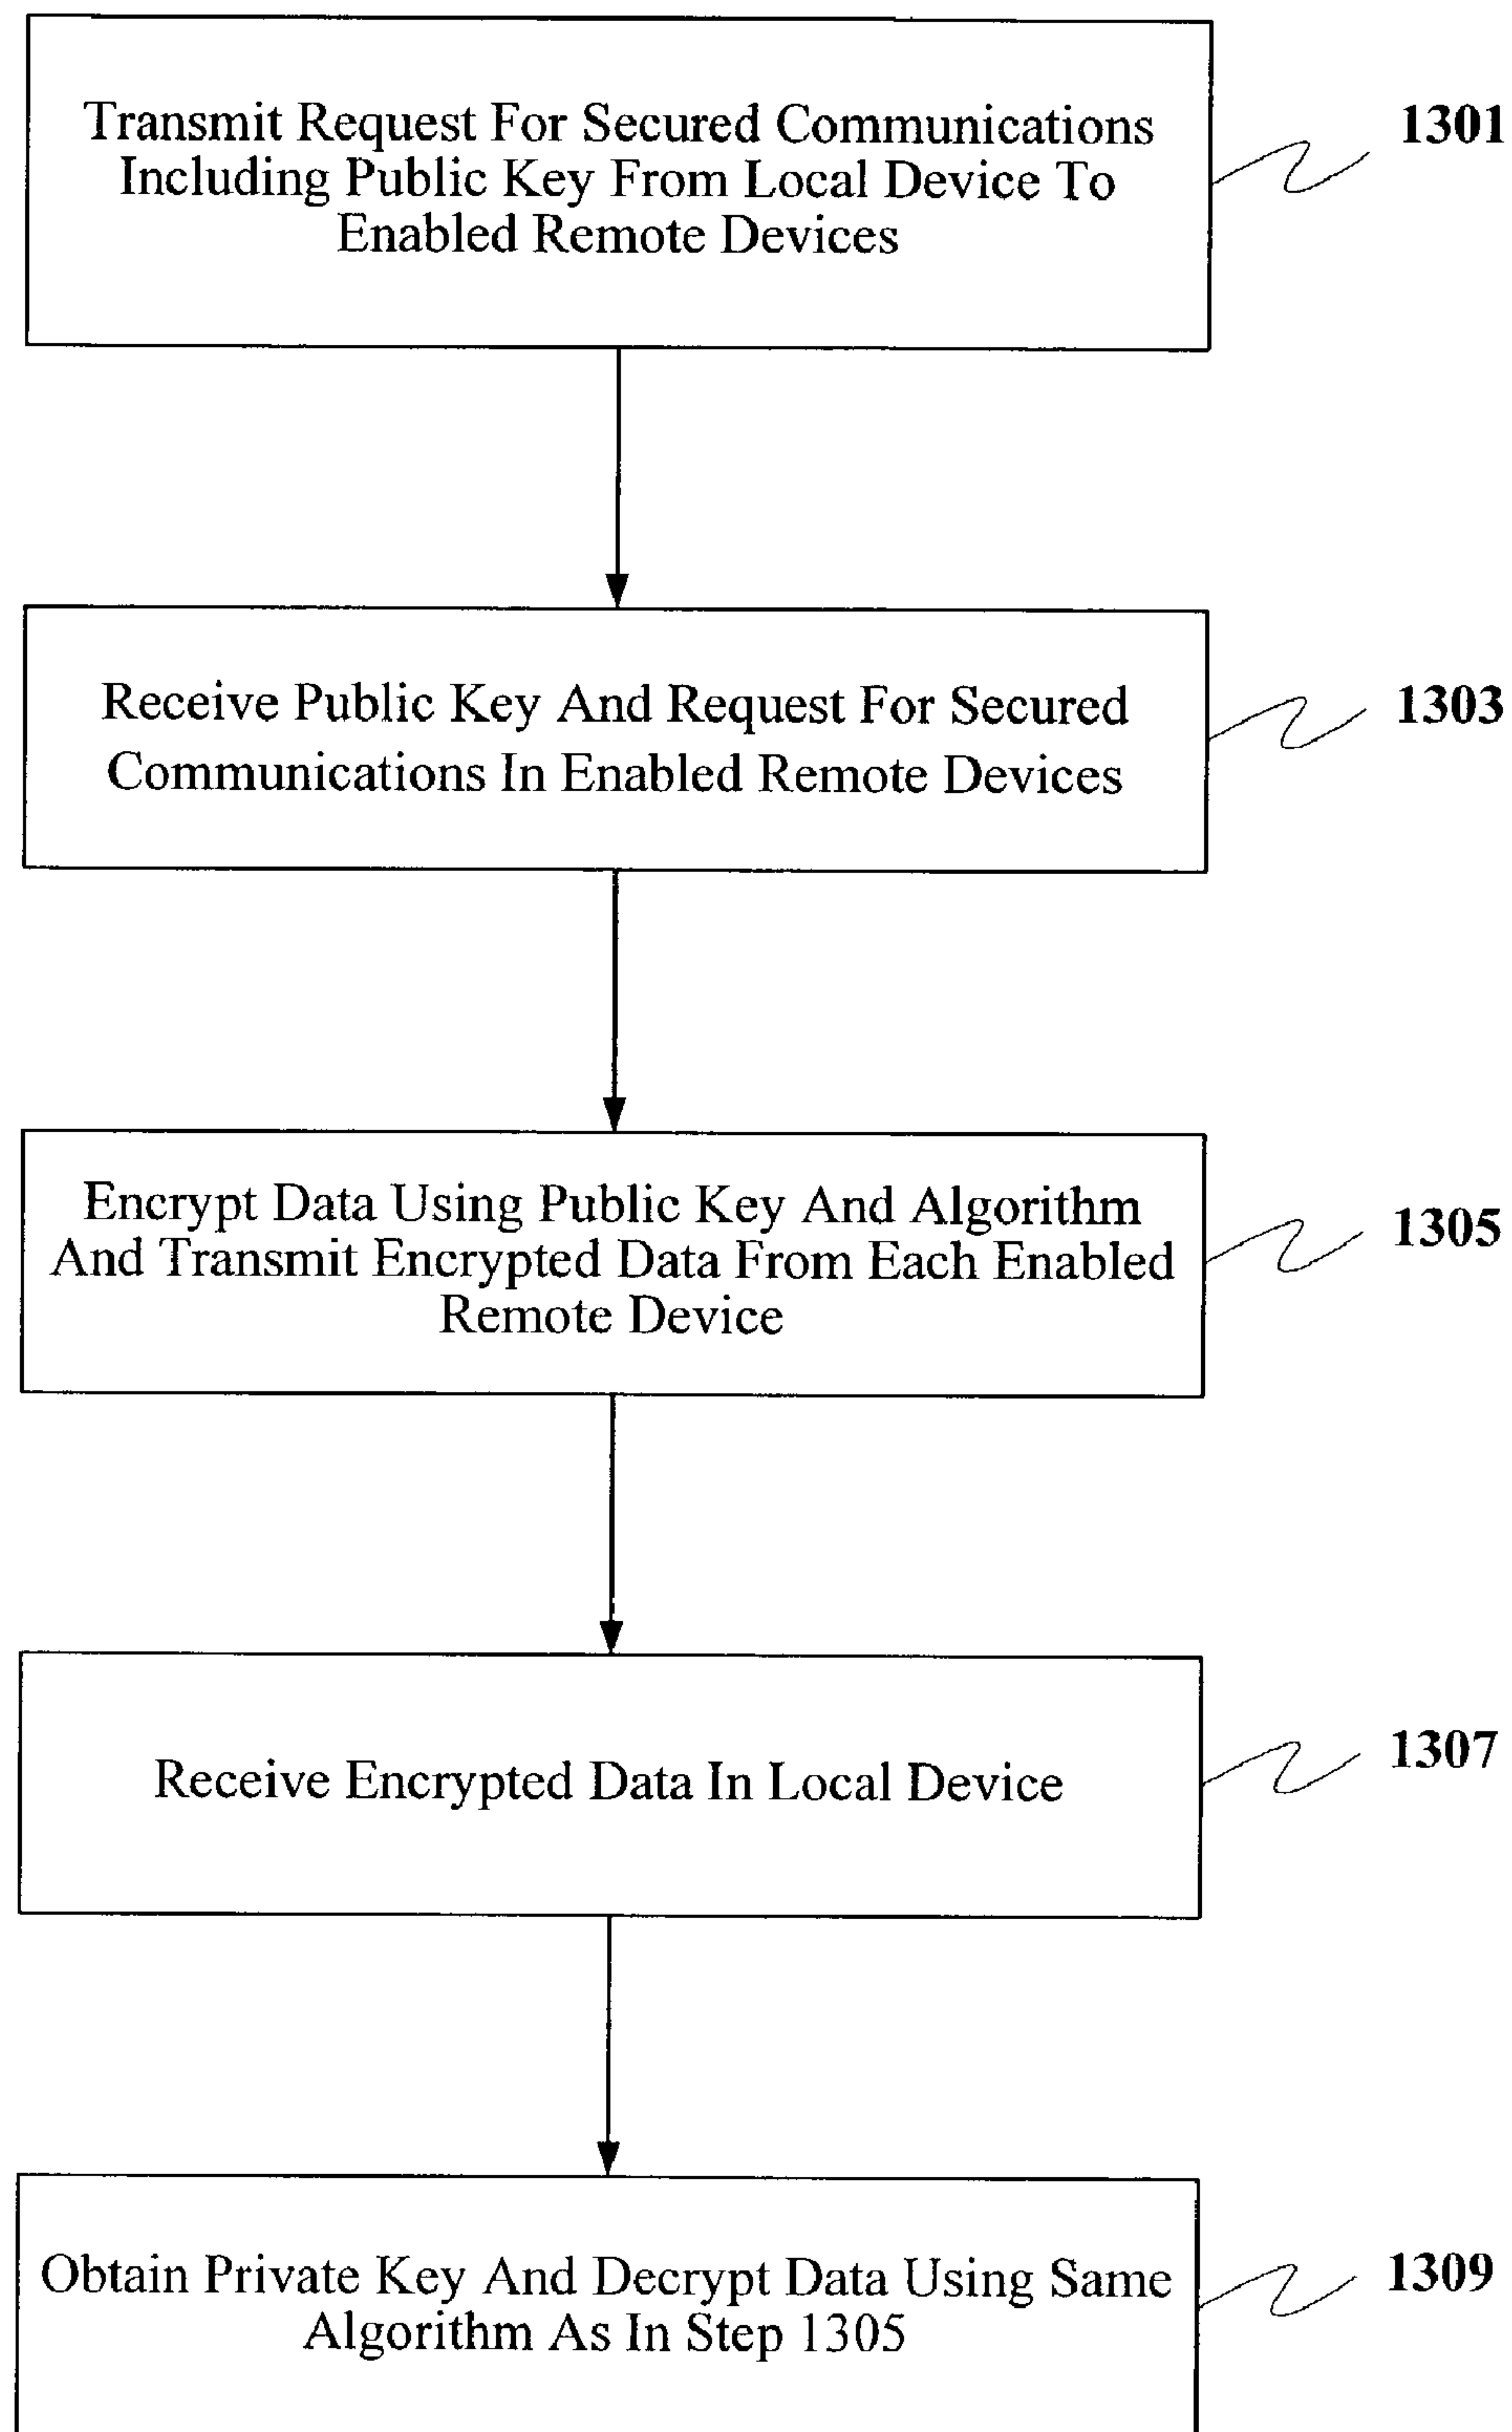 Transmit Request For Secured Communications
Including Public Key From Local Device To
Enabled Remote Devices
1301
Receive Public Key And Request For Secured
Communications In Enabled Remote Devices
1303
Encrypt Data Using Public Key And Algorithm
And Transmit Encrypted Data From Each Enabled
Remote Device
1305
Receive Encrypted Data In Local Device
1307
Obtain Private Key And Decrypt Data Using Same
Algorithm As In Step 1305
1309